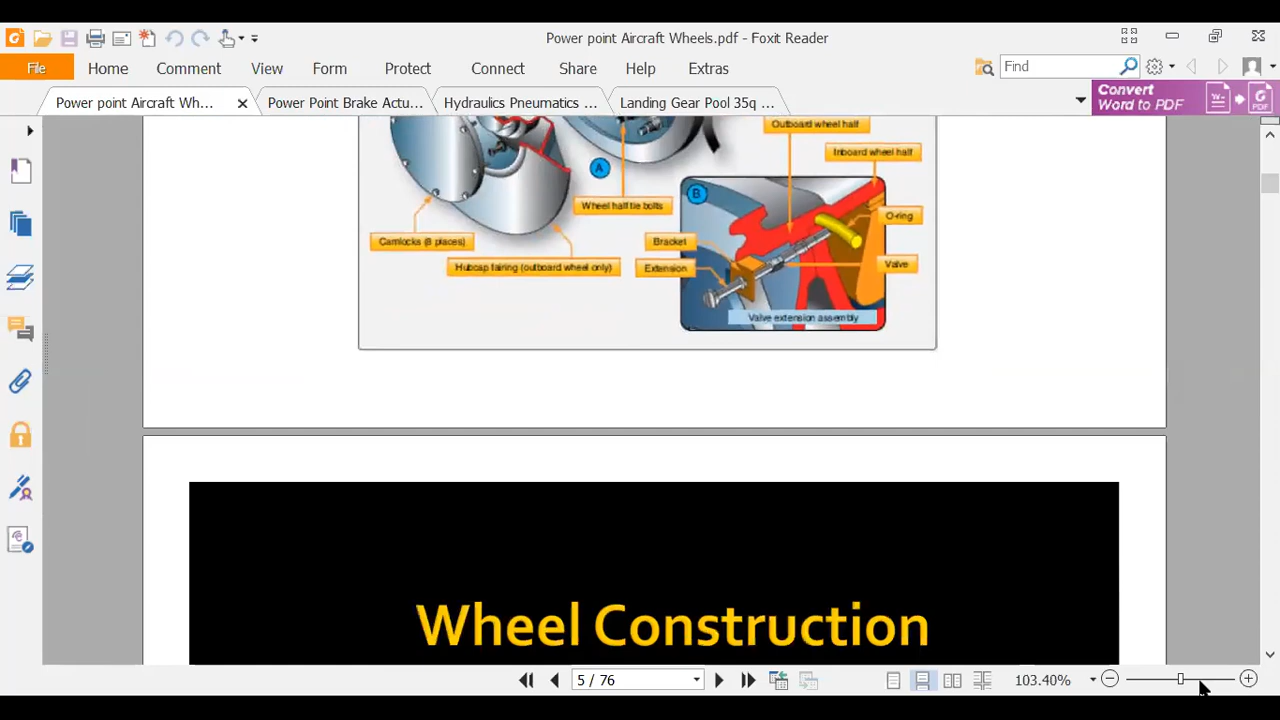 Power point Aircraft Wheels.pdf - Foxit Reader
File Home Comment View Form Protect Connect Share Help Extras Find
Power point Aircraft Wh... Power Point Brake Actu... Hydraulics Pneumatics ... Landing Gear Pool 35q ...
Convert
Word to PDF
Outboard wheel half
Inboard wheel half
A
B
Wheel half tie bolts
O-ring
Camlocks (8 places)
Bracket
Hubcap fairing (outboard wheel only)
Extension
Valve
Valve extension assembly
Wheel Construction
5 / 76
103.40%